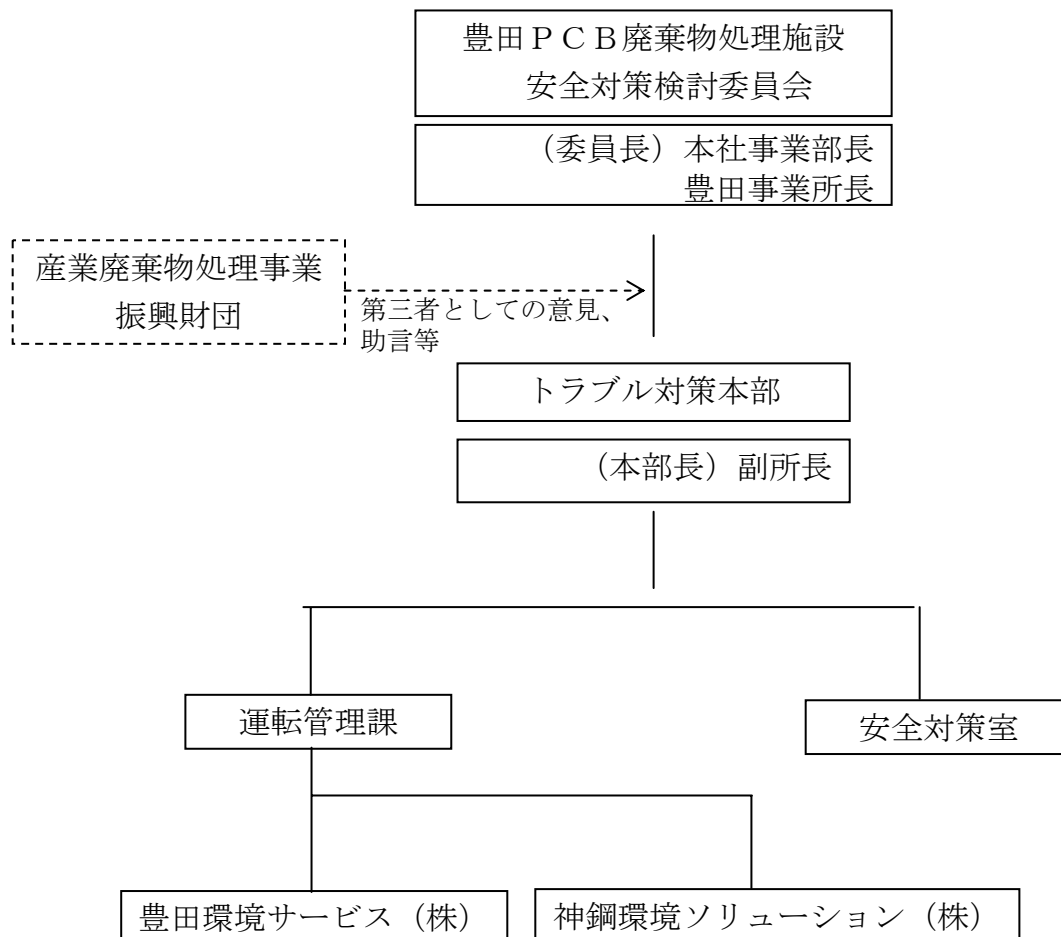 豊田ＰＣＢ廃棄物処理施設
安全対策検討委員会
（委員長）本社事業部長
豊田事業所長
産業廃棄物処理事業
振興財団
第三者としての意見、
助言等
トラブル対策本部
（本部長）副所長
運転管理課
安全対策室
豊田環境サービス（株）
神鋼環境ソリューション（株）